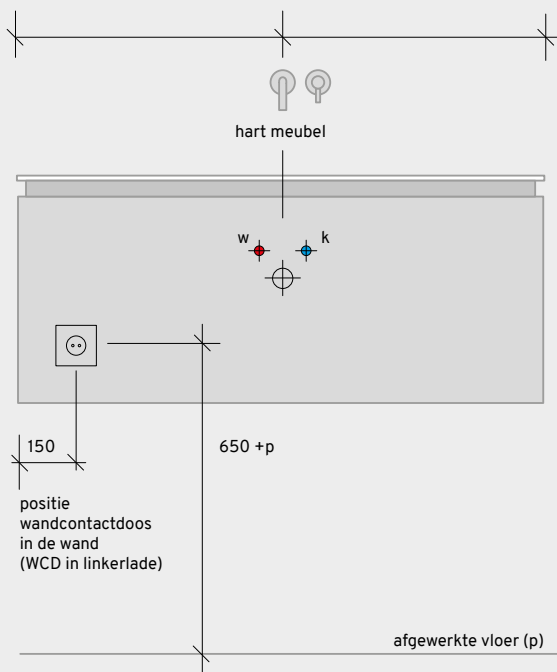 hart meubel
w
k
150
650 +p
positie
wandcontactdoos
in de wand
(WCD in linkerlade)
afgewerkte vloer (p)